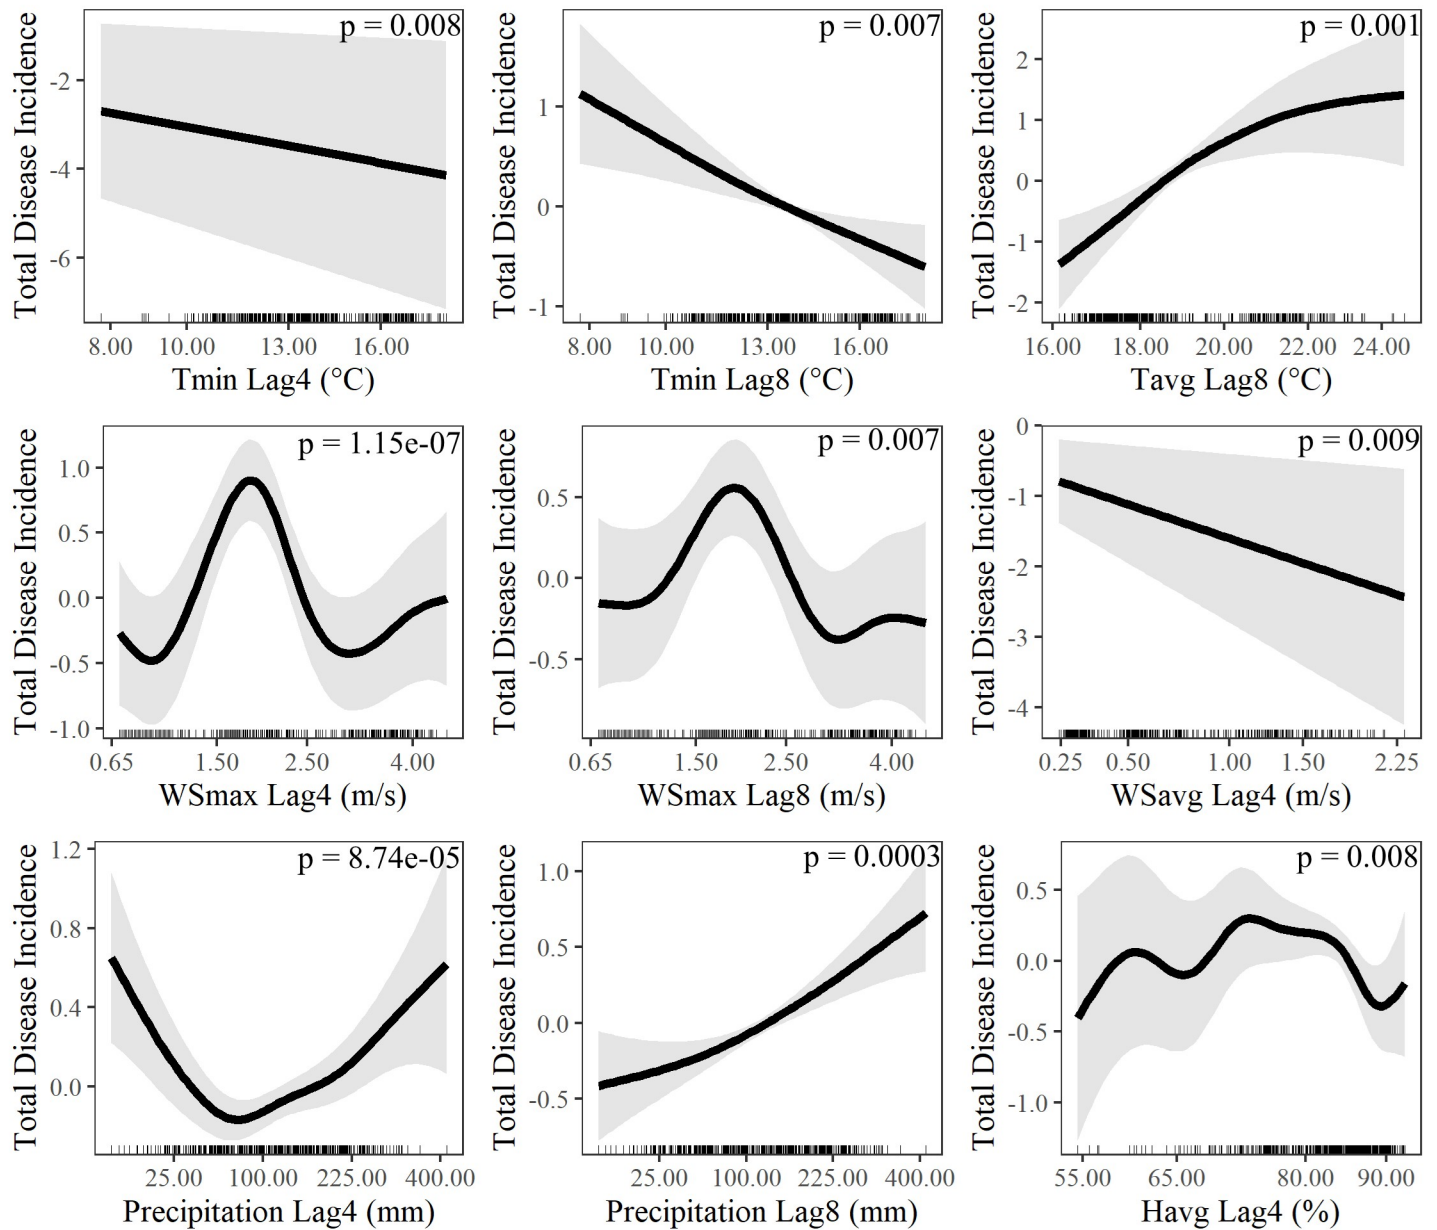 p = 0.008
Total Disease Incidence
-2
-4
-6
8.00 10.00 13.00 16.00
Tmin Lag4 (°C)
p = 0.007
Total Disease Incidence
1
0
-1
8.00 10.00 13.00 16.00
Tmin Lag8 (°C)
p = 0.001
Total Disease Incidence
2
1
0
-1
-2
16.00 18.00 20.00 22.00 24.00
Tavg Lag8 (°C)
p = 1.15e-07
Total Disease Incidence
1.0
0.5
0.0
-0.5
-1.0
0.65 1.50 2.50 4.00
WSmax Lag4 (m/s)
p = 0.007
Total Disease Incidence
0.5
0.0
-0.5
0.65 1.50 2.50 4.00
WSmax Lag8 (m/s)
p = 0.009
Total Disease Incidence
0
-1
-2
-3
-4
0.25 0.50 1.00 1.50 2.25
WSavg Lag4 (m/s)
p = 8.74e-05
Total Disease Incidence
1.2
0.8
0.4
0.0
25.00 100.00 225.00 400.00
Precipitation Lag4 (mm)
p = 0.0003
Total Disease Incidence
1.0
0.5
0.0
-0.5
25.00 100.00 225.00 400.00
Precipitation Lag8 (mm)
p = 0.008
Total Disease Incidence
0.5
0.0
-0.5
-1.0
55.00 65.00 80.00 90.00
Havg Lag4 (%)